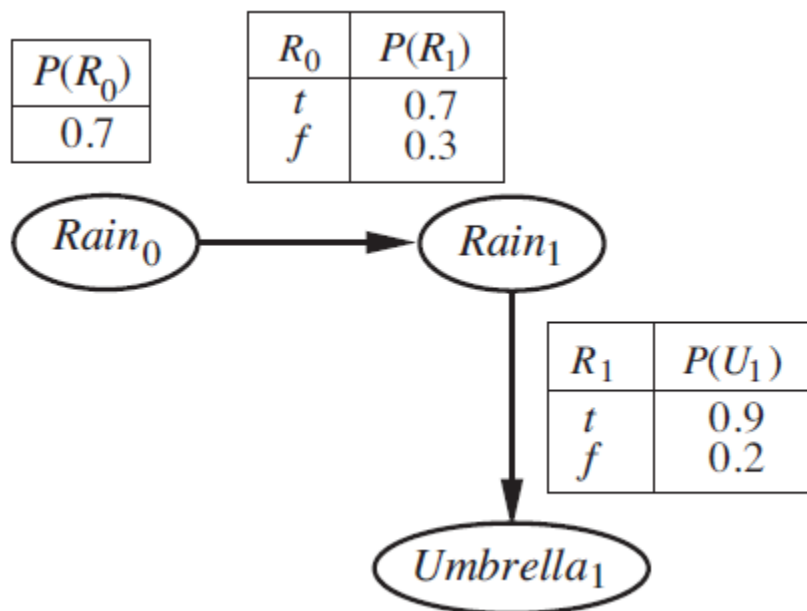 P(R₀)
0.7
R₀ P(R₁)
t 0.7
f 0.3
Rain₀
Rain₁
R₁ P(U₁)
t 0.9
f 0.2
Umbrella₁